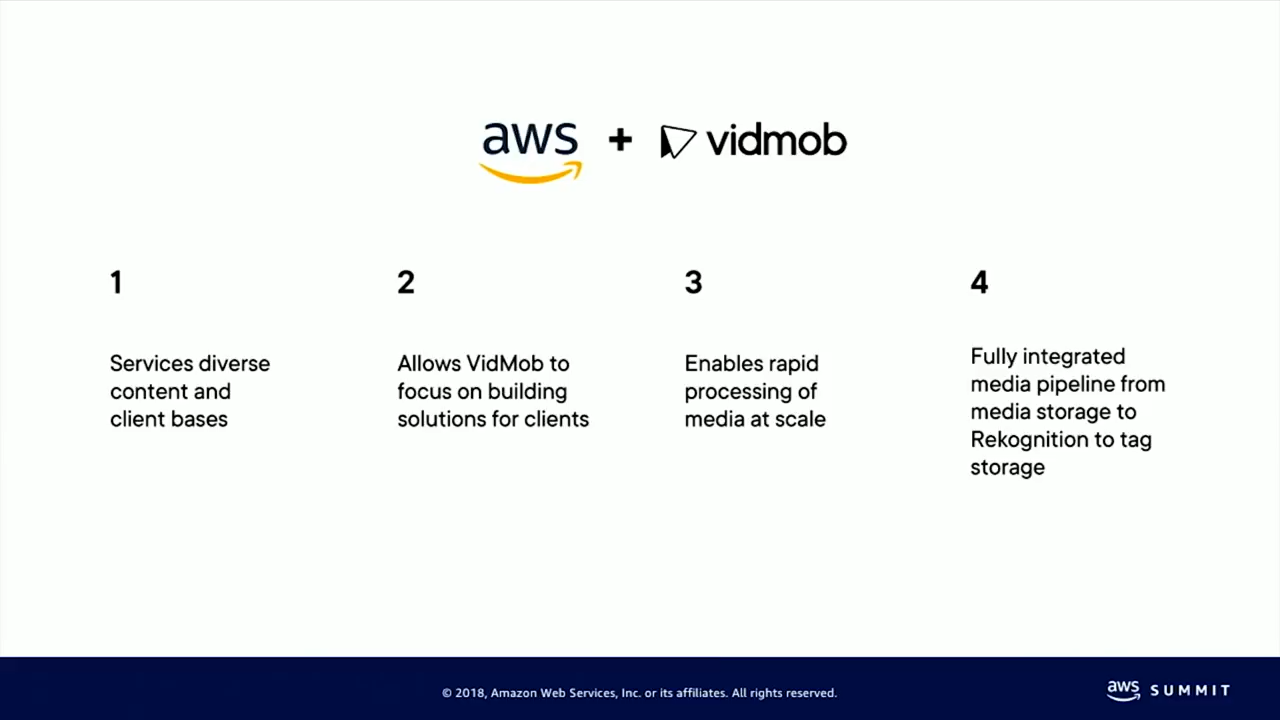 aws + vidmob
1
Services diverse
content and
client bases
2
Allows VidMob to
focus on building
solutions for clients
3
Enables rapid
processing of
media at scale
4
Fully integrated
media pipeline from
media storage to
Rekognition to tag
storage
© 2018, Amazon Web Services, Inc. or its affiliates. All rights reserved.
aws SUMMIT